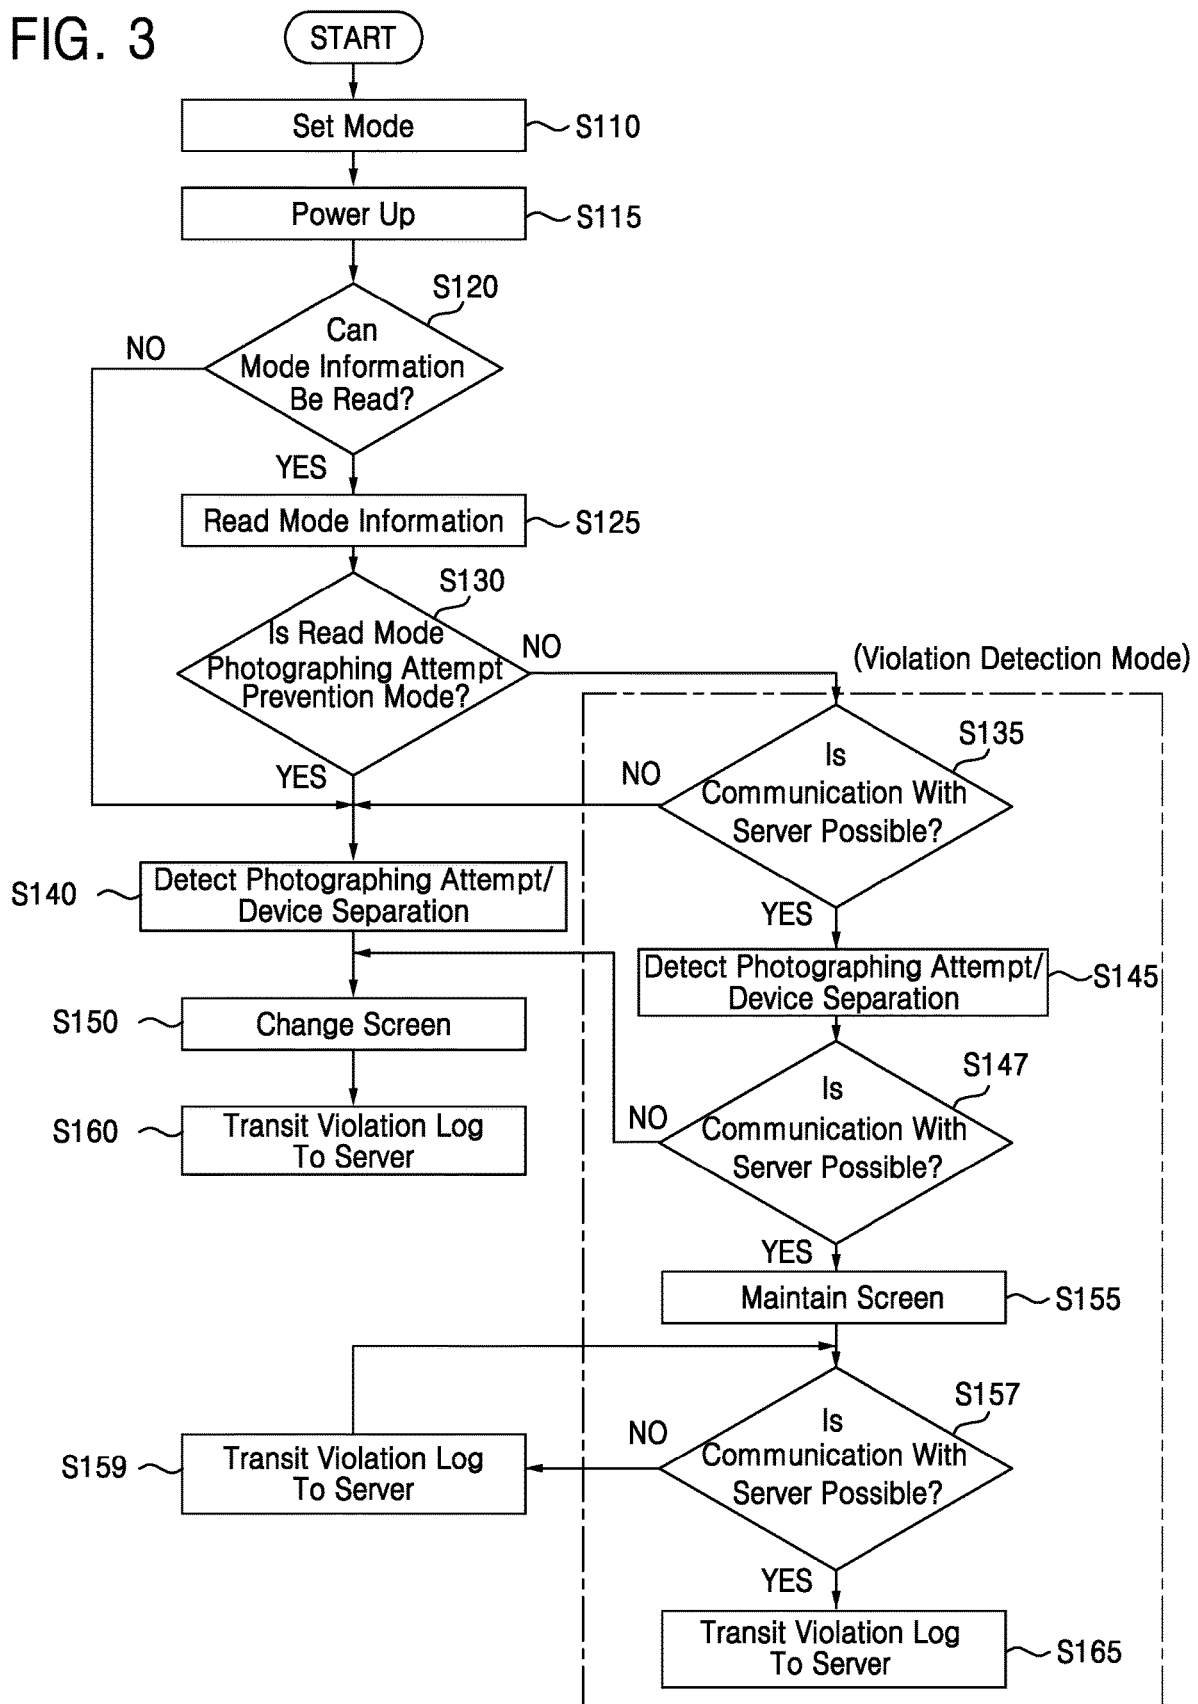 FIG. 3
START
Set Mode
S110
Power Up
S115
S120
Can
Mode Information
Be Read?
NO
YES
Read Mode Information
S125
S130
Is Read Mode
Photographing Attempt
Prevention Mode?
NO
YES
(Violation Detection Mode)
S135
Is
Communication With
Server Possible?
NO
YES
S140
Detect Photographing Attempt/
Device Separation
Detect Photographing Attempt/
Device Separation
S145
S150
Change Screen
S147
Is
Communication With
Server Possible?
NO
YES
S160
Transit Violation Log
To Server
Maintain Screen
S155
S157
Is
Communication With
Server Possible?
NO
YES
S159
Transit Violation Log
To Server
Transit Violation Log
To Server
S165